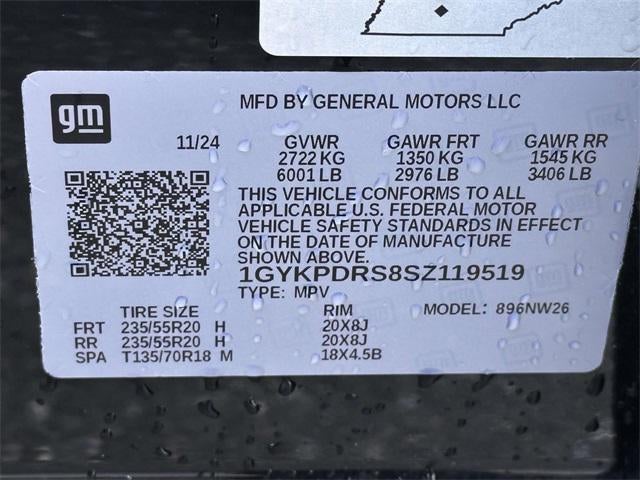 gm
MFD BY GENERAL MOTORS LLC
11/24 GVWR GAWR FRT GAWR RR
2722 KG 1350 KG 1545 KG
6001 LB 2976 LB 3406 LB
THIS VEHICLE CONFORMS TO ALL
APPLICABLE U.S. FEDERAL MOTOR
VEHICLE SAFETY STANDARDS IN EFFECT
ON THE DATE OF MANUFACTURE
SHOWN ABOVE.
1GYKPDRS8SZ119519
TYPE: MPV
TIRE SIZE RIM MODEL: 896NW26
FRT 235/55R20 H 20X8J
RR 235/55R20 H 20X8J
SPA T135/70R18 M 18X4.5B